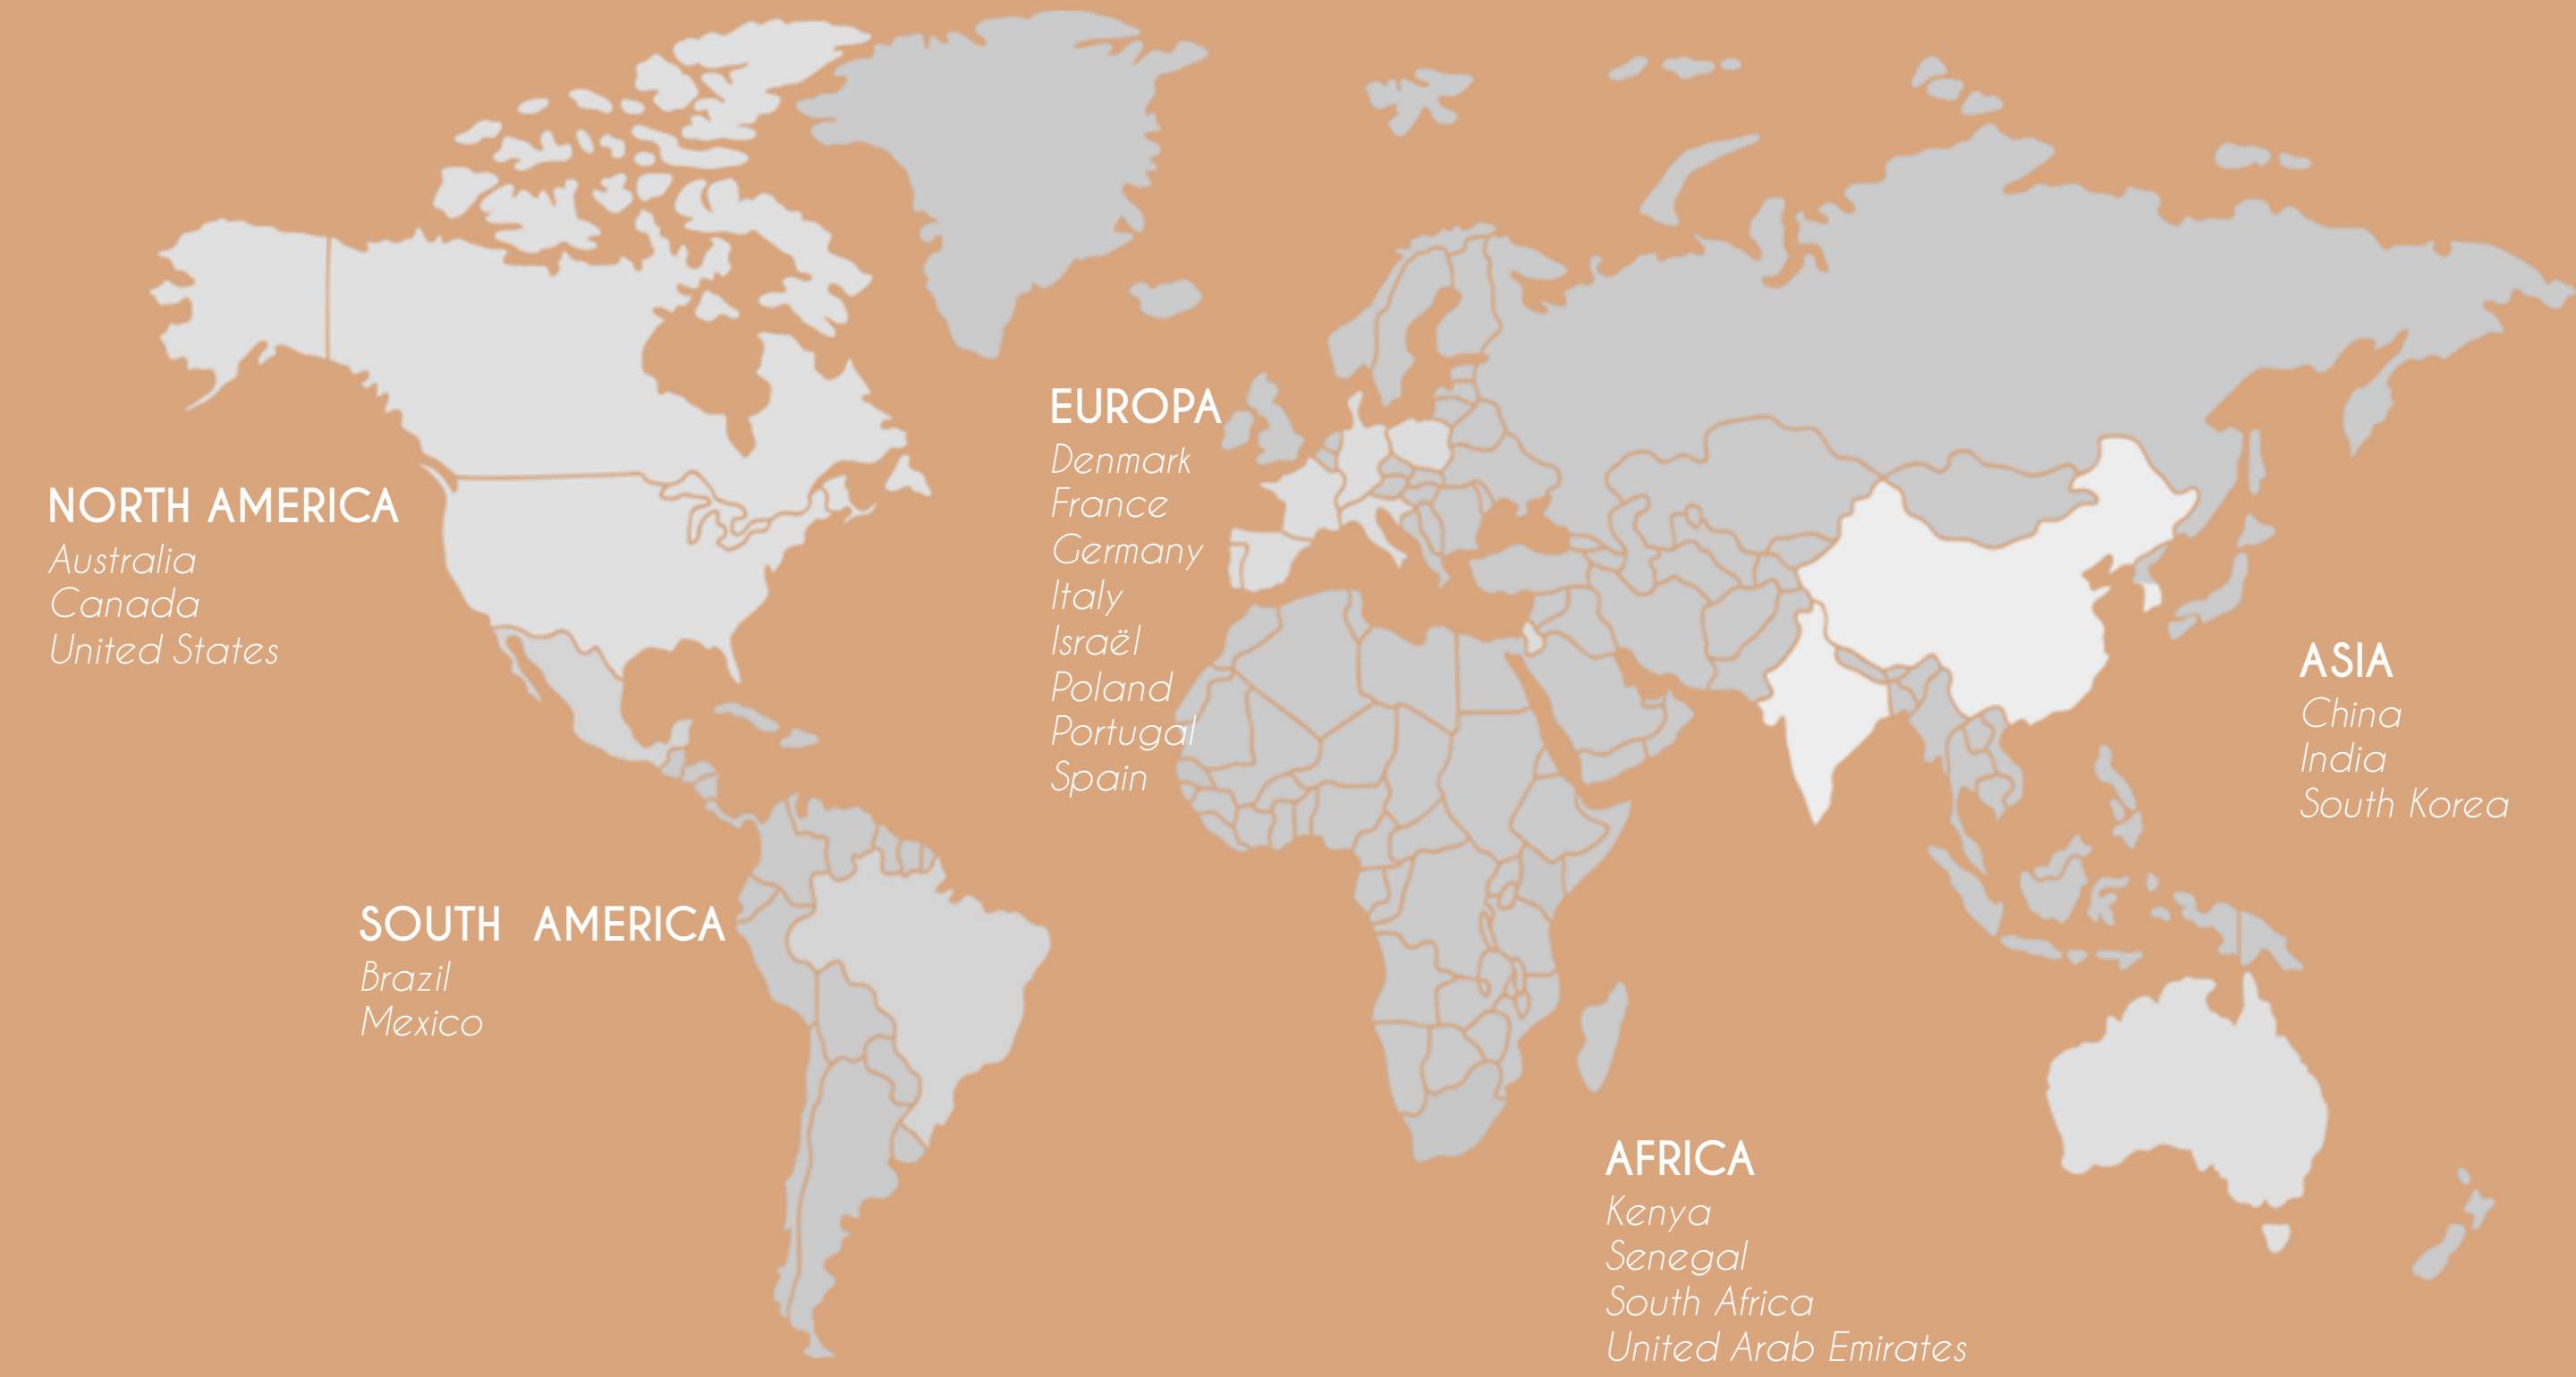 NORTH AMERICA
Australia
Canada
United States
SOUTH AMERICA
Brazil
Mexico
EUROPA
Denmark
France
Germany
Italy
Israël
Poland
Portugal
Spain
AFRICA
Kenya
Senegal
South Africa
United Arab Emirates
ASIA
China
India
South Korea